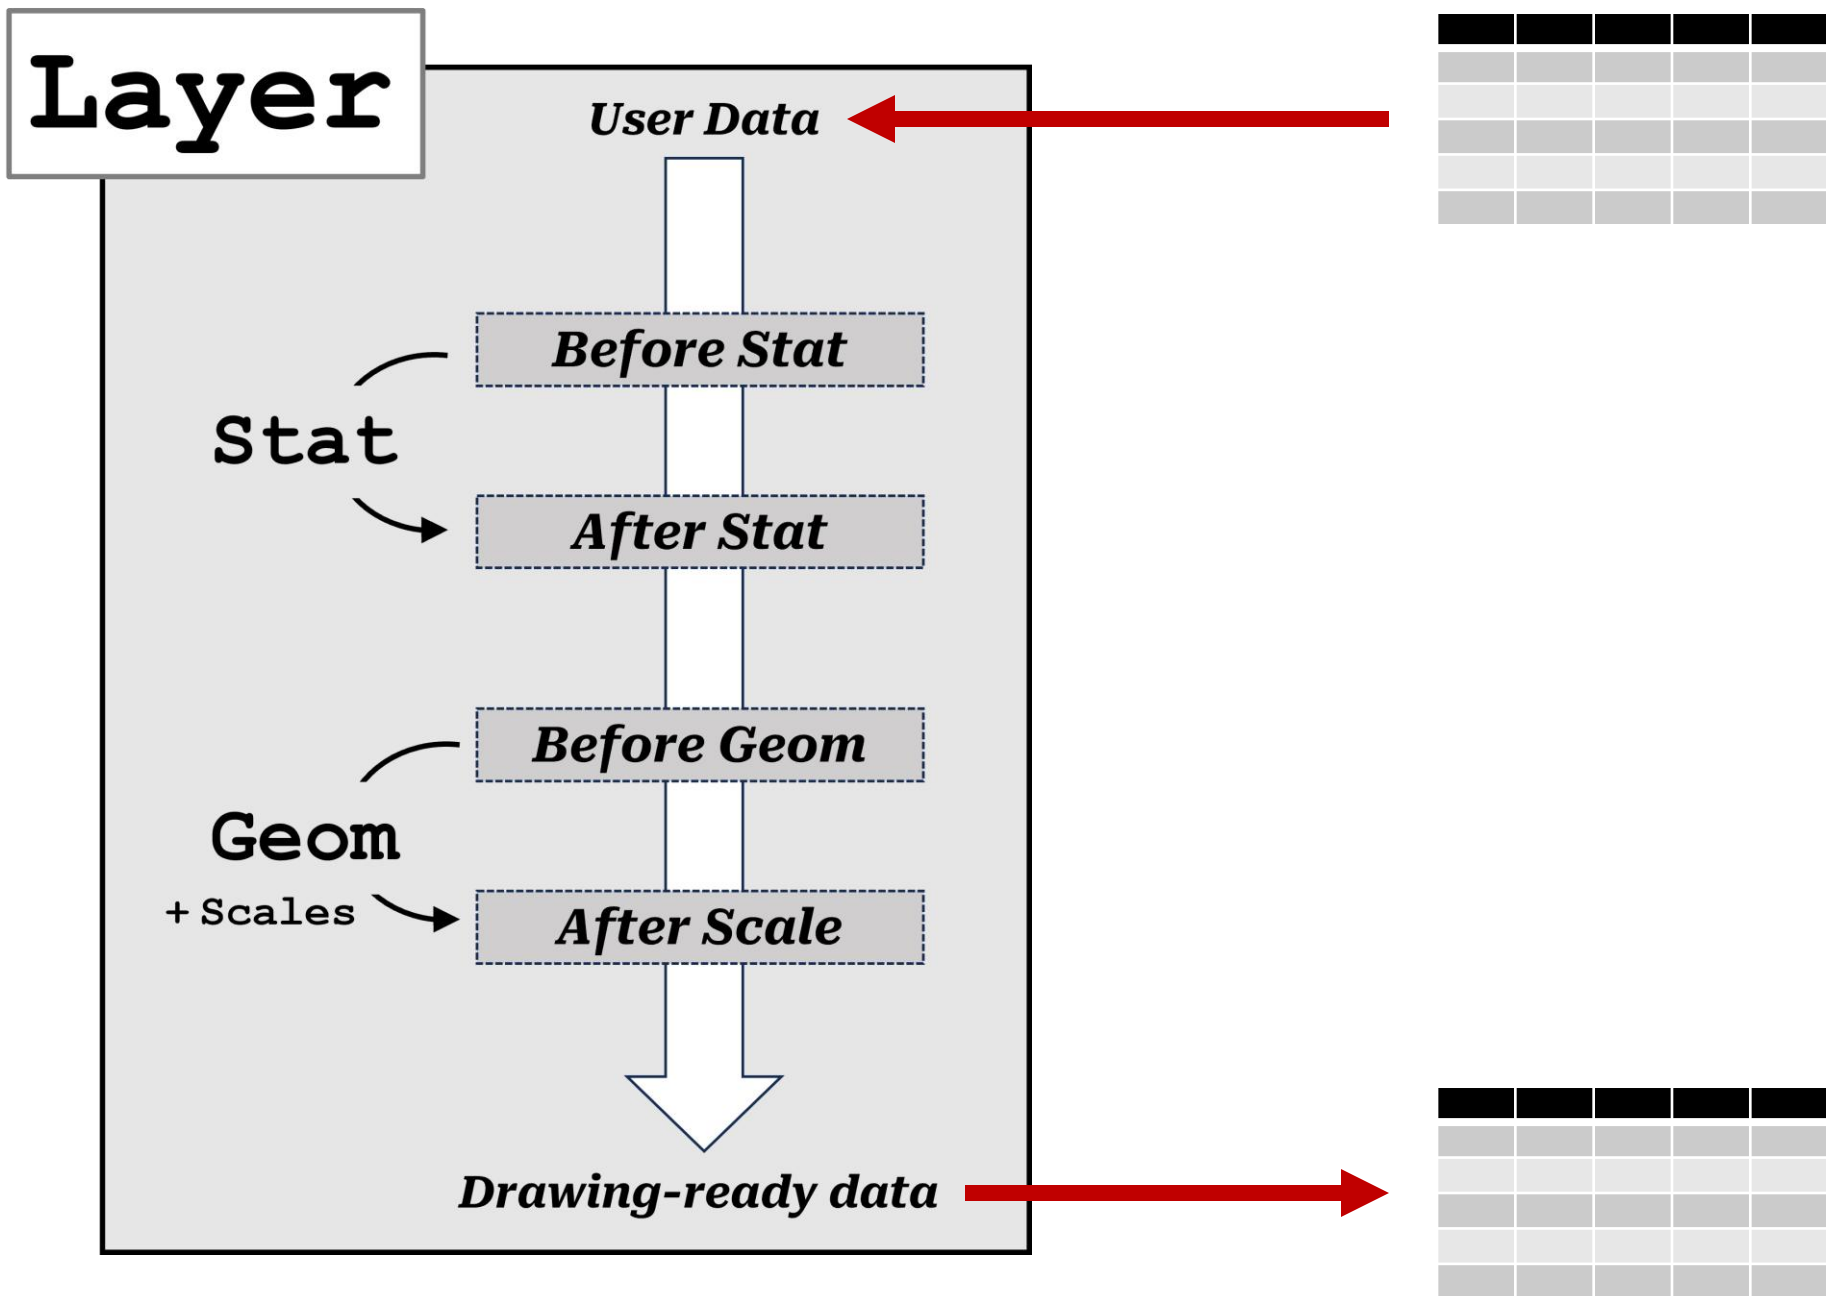 Layer
User Data
Before Stat
Stat
After Stat
Before Geom
Geom
+ Scales
After Scale
Drawing-ready data